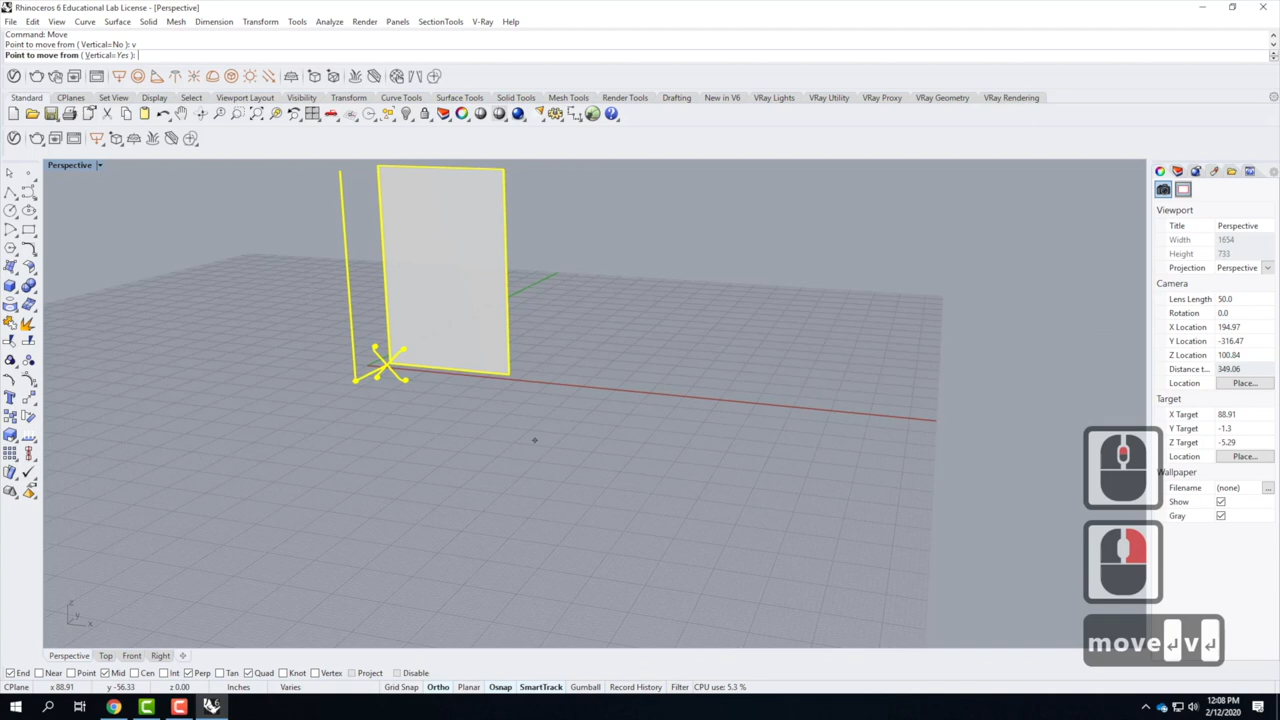 Rhinoceros 6 Educational Lab License - [Perspective]
File Edit View Curve Surface Solid Mesh Dimension Transform Tools Analyze Render Panels SectionTools V-Ray Help
Command: Move
Point to move from ( Vertical=No ): v
Point to move from ( Vertical=Yes ):
Standard CPlanes Set View Display Select Viewport Layout Visibility Transform Curve Tools Surface Tools Solid Tools Mesh Tools Render Tools Drafting New in V6 VRay Lights VRay Utility VRay Proxy VRay Geometry VRay Rendering
Perspective
Viewport
Title Perspective
Width 1654
Height 733
Projection Perspective
Camera
Lens Length 50.0
Rotation 0.0
X Location 194.97
Y Location -316.47
Z Location 100.84
Distance t... 349.06
Location Place...
Target
X Target 88.91
Y Target -1.3
Z Target -5.29
Location Place...
Wallpaper
Filename (none) ...
Show
Gray
z
y
x
move v
Perspective Top Front Right
End Near Point Mid Cen Int Perp Tan Quad Knot Vertex Project Disable
CPlane x 88.91 y -56.33 z 0.00 Inches Varies Grid Snap Ortho Planar Osnap SmartTrack Gumball Record History Filter CPU use: 5.3 %
12:08 PM
2/12/2020